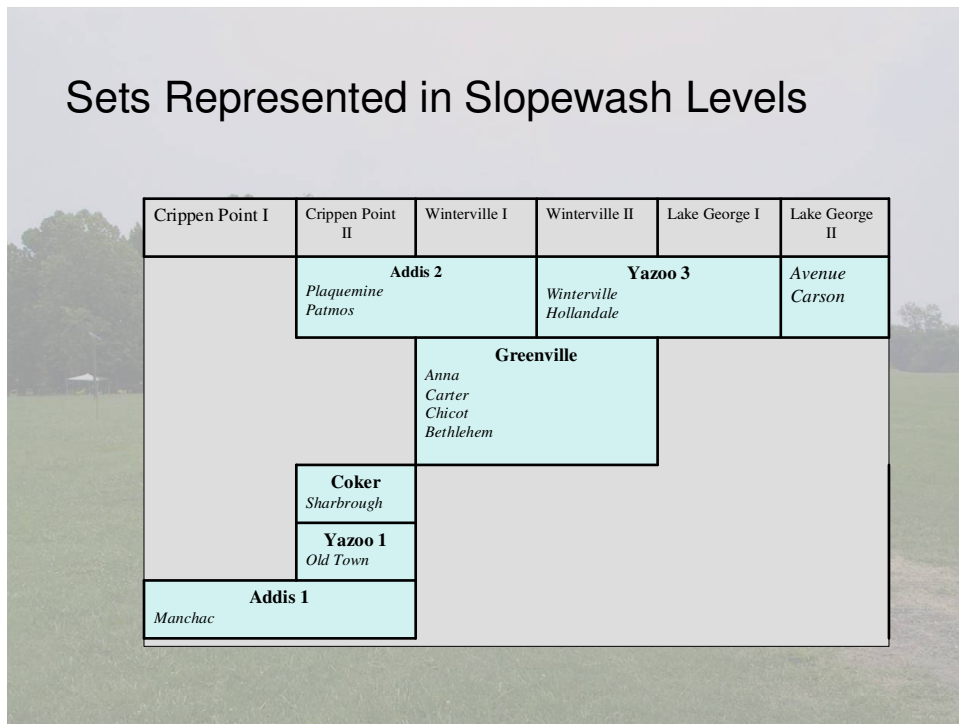 Sets Represented in Slopewash Levels
Crippen Point I
Crippen Point
II
Winterville I
Winterville II
Lake George I
Lake George
II
Addis 2
Plaquemine
Patmos
Yazoo 3
Winterville
Hollandale
Avenue
Carson
Greenville
Anna
Carter
Chicot
Bethlehem
Coker
Sharbrough
Yazoo 1
Old Town
Addis 1
Manchac